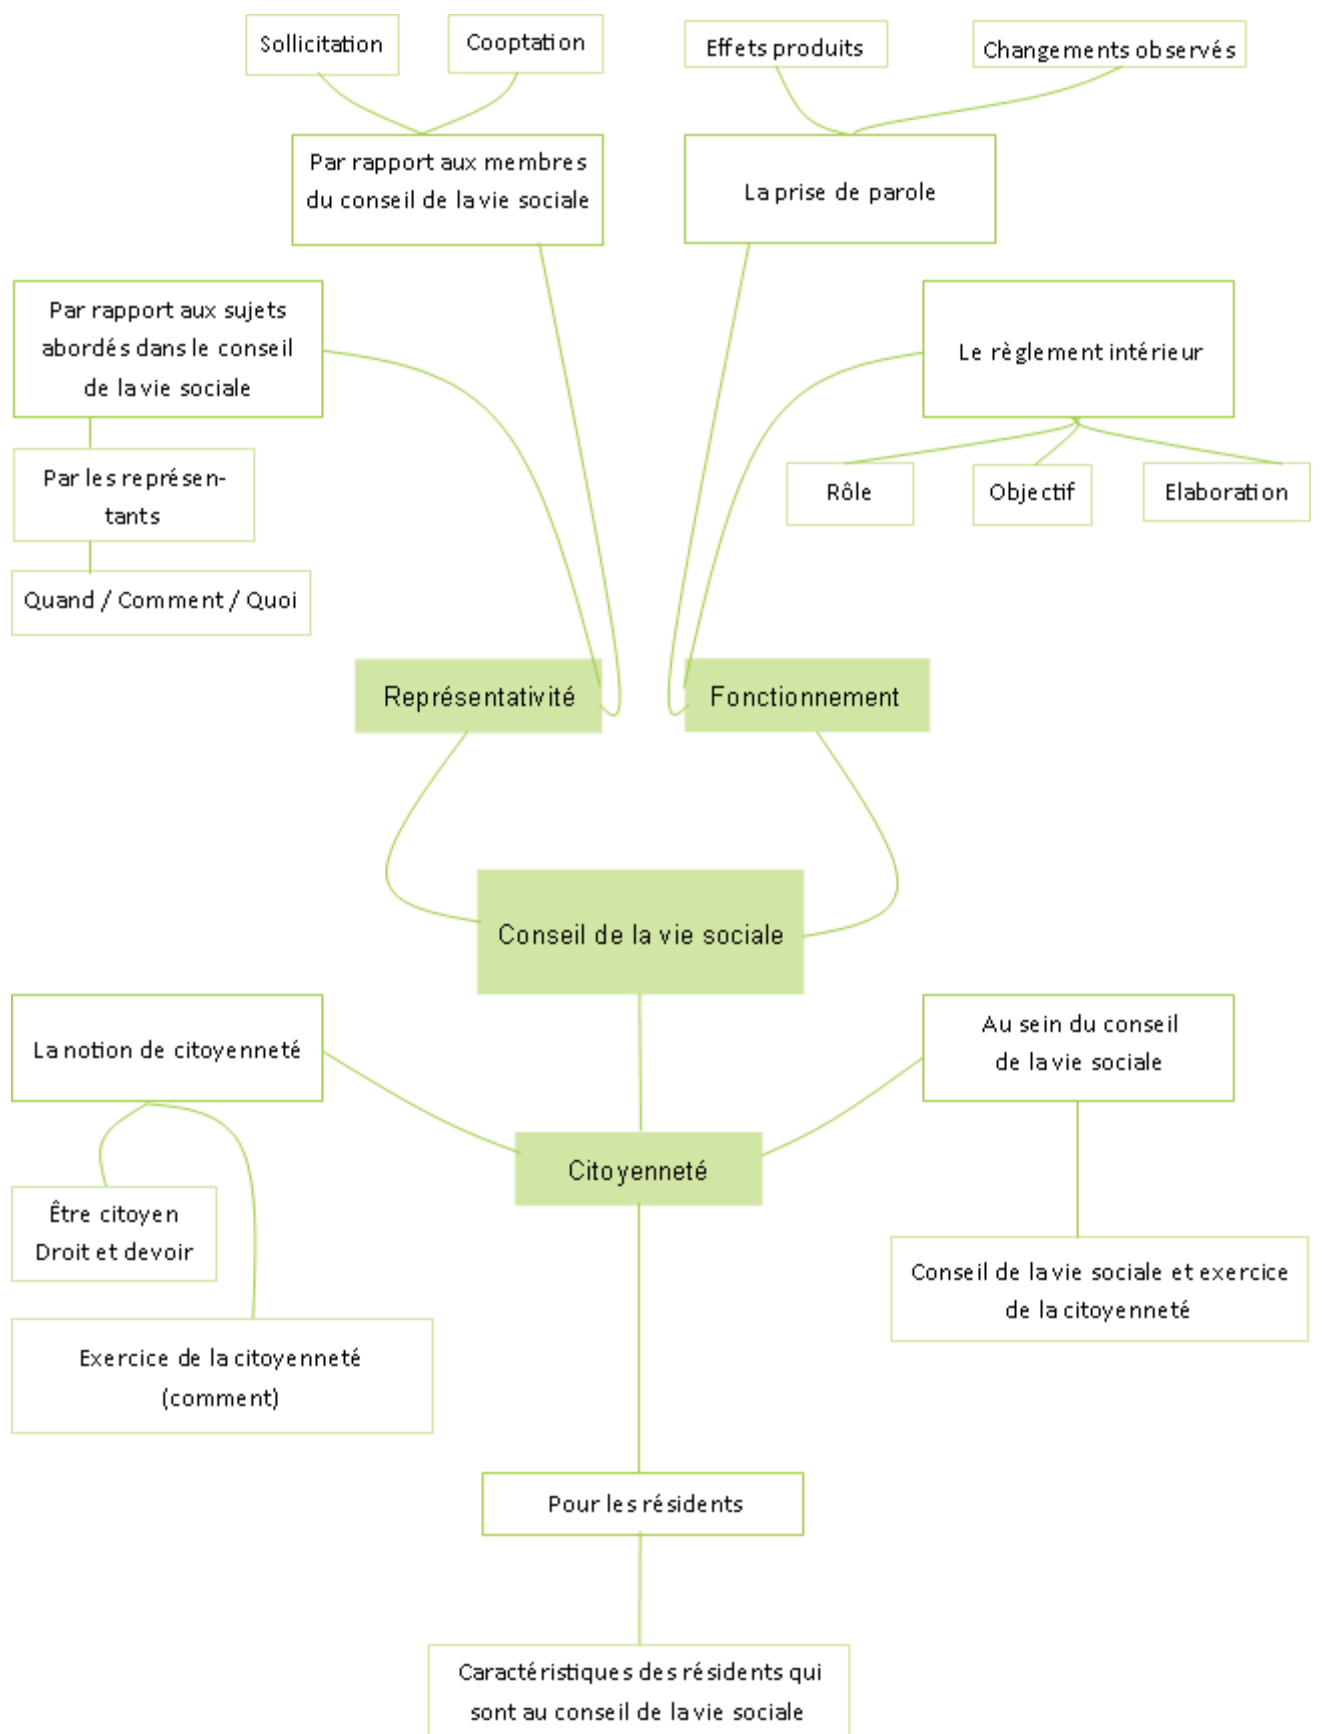 Sollicitation
Cooptation
Effets produits
Changements observés
Par rapport aux membres
du conseil de la vie sociale
La prise de parole
Par rapport aux sujets
abordés dans le conseil
de la vie sociale
Le règlement intérieur
Par les représen-
tants
Rôle
Objectif
Elaboration
Quand / Comment / Quoi
Représentativité
Fonctionnement
Conseil de la vie sociale
La notion de citoyenneté
Au sein du conseil
de la vie sociale
Citoyenneté
Être citoyen
Droit et devoir
Conseil de la vie sociale et exercice
de la citoyenneté
Exercice de la citoyenneté
(comment)
Pour les résidents
Caractéristiques des résidents qui
sont au conseil de la vie sociale